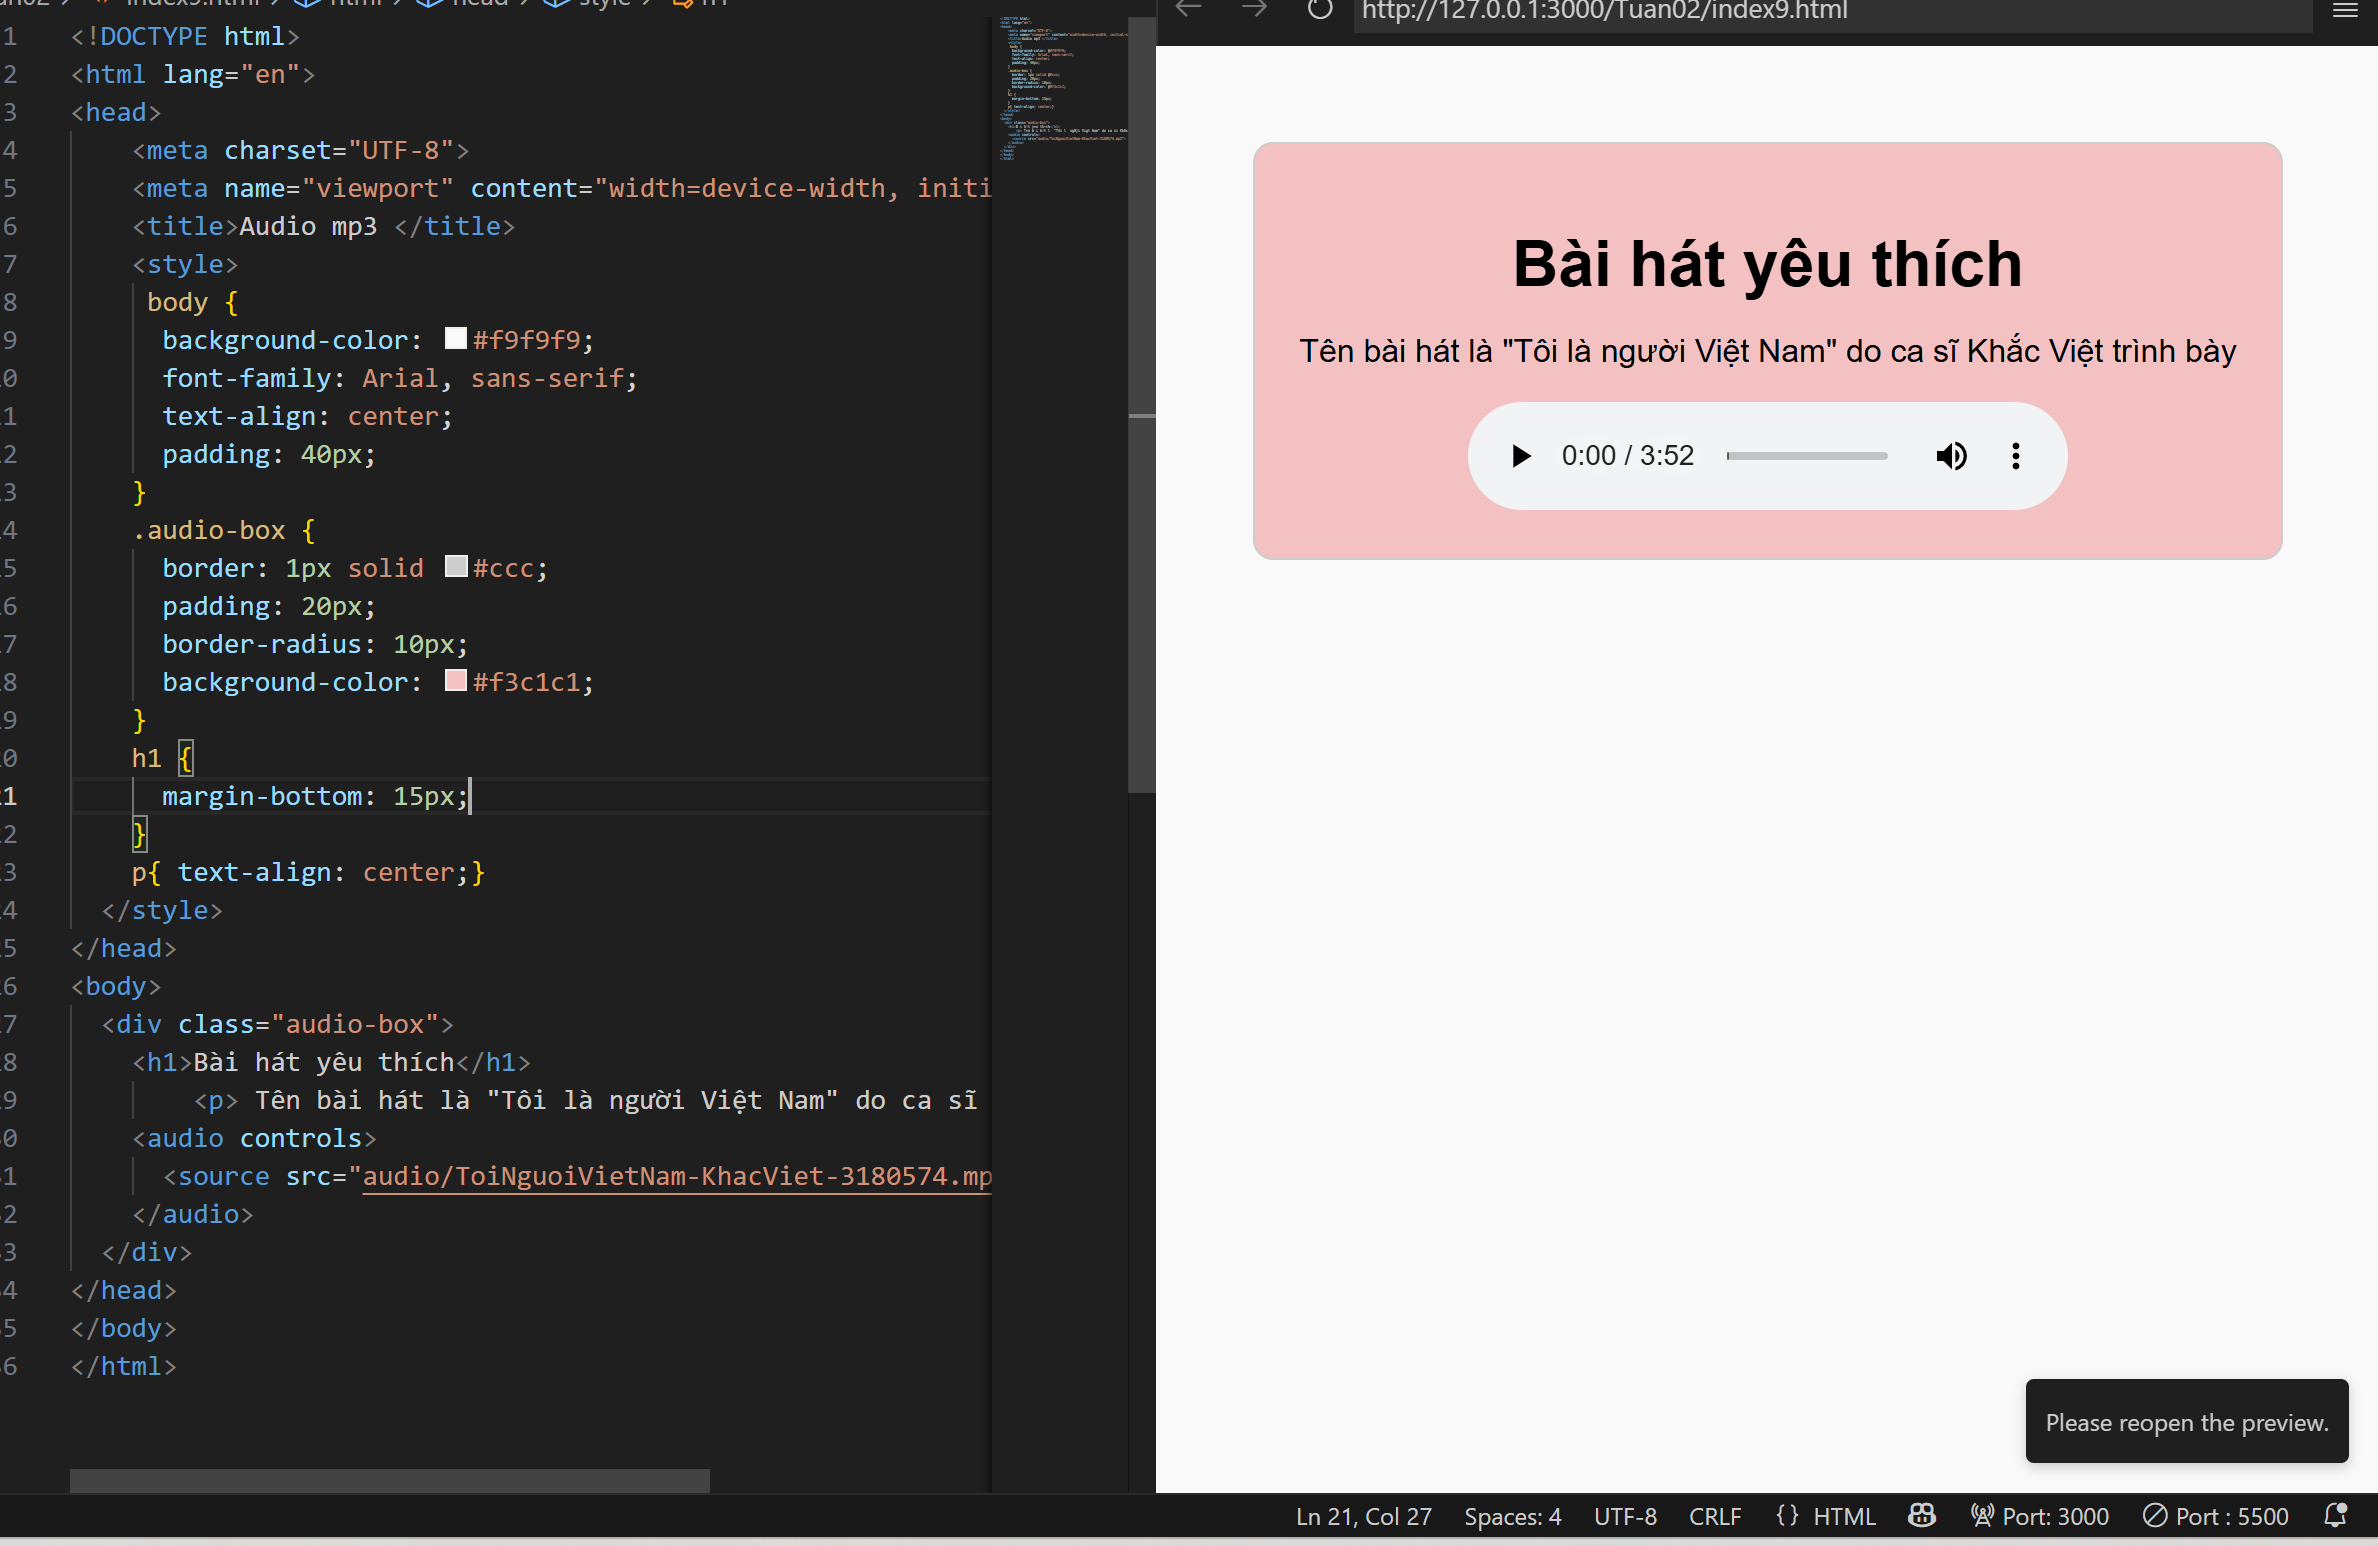 index9.html > html > head > style > h1
1 <!DOCTYPE html>
2 <html lang="en">
3 <head>
4 <meta charset="UTF-8">
5 <meta name="viewport" content="width=device-width, initi
6 <title>Audio mp3 </title>
7 <style>
8 body {
9 background-color: #f9f9f9;
0 font-family: Arial, sans-serif;
1 text-align: center;
2 padding: 40px;
3 }
4 .audio-box {
5 border: 1px solid #ccc;
6 padding: 20px;
7 border-radius: 10px;
8 background-color: #f3c1c1;
9 }
0 h1 {
1 margin-bottom: 15px;
2 }
3 p{ text-align: center;}
4 </style>
5 </head>
6 <body>
7 <div class="audio-box">
8 <h1>Bài hát yêu thích</h1>
9 <p> Tên bài hát là "Tôi là người Việt Nam" do ca sĩ
0 <audio controls>
1 <source src="audio/ToiNguoiVietNam-KhacViet-3180574.mp
2 </audio>
3 </div>
4 </head>
5 </body>
6 </html>
http://127.0.0.1:3000/Tuan02/index9.html
Bài hát yêu thích
Tên bài hát là "Tôi là người Việt Nam" do ca sĩ Khắc Việt trình bày
0:00 / 3:52
Please reopen the preview.
Ln 21, Col 27 Spaces: 4 UTF-8 CRLF {} HTML Port: 3000 Port : 5500